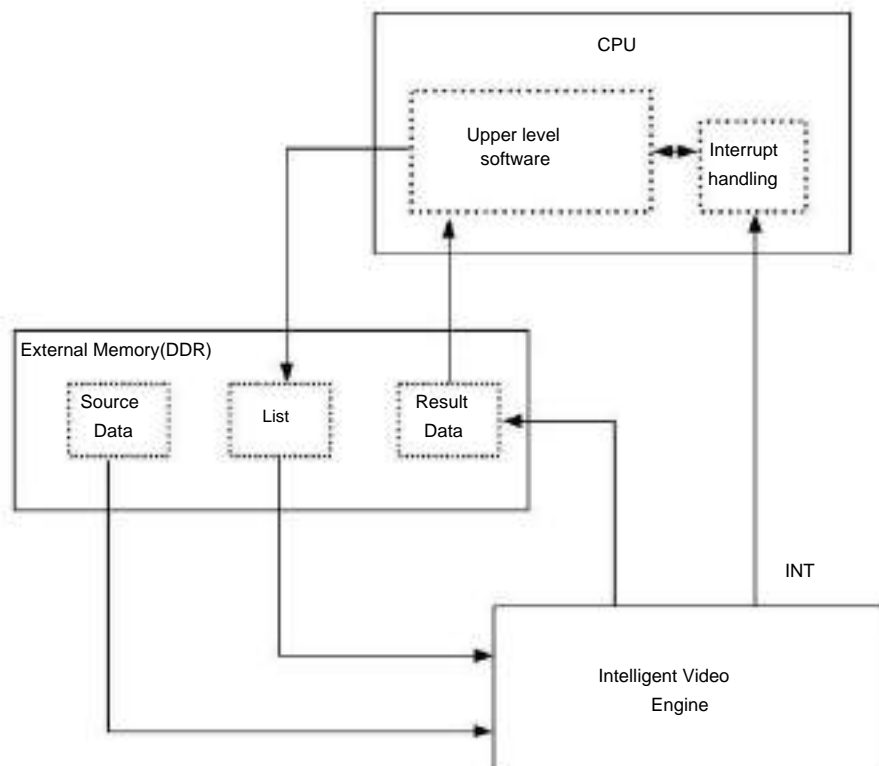 CPU
Upper level
software
Interrupt
handling
External Memory(DDR)
Source
Data
List
Result
Data
INT
Intelligent Video
Engine